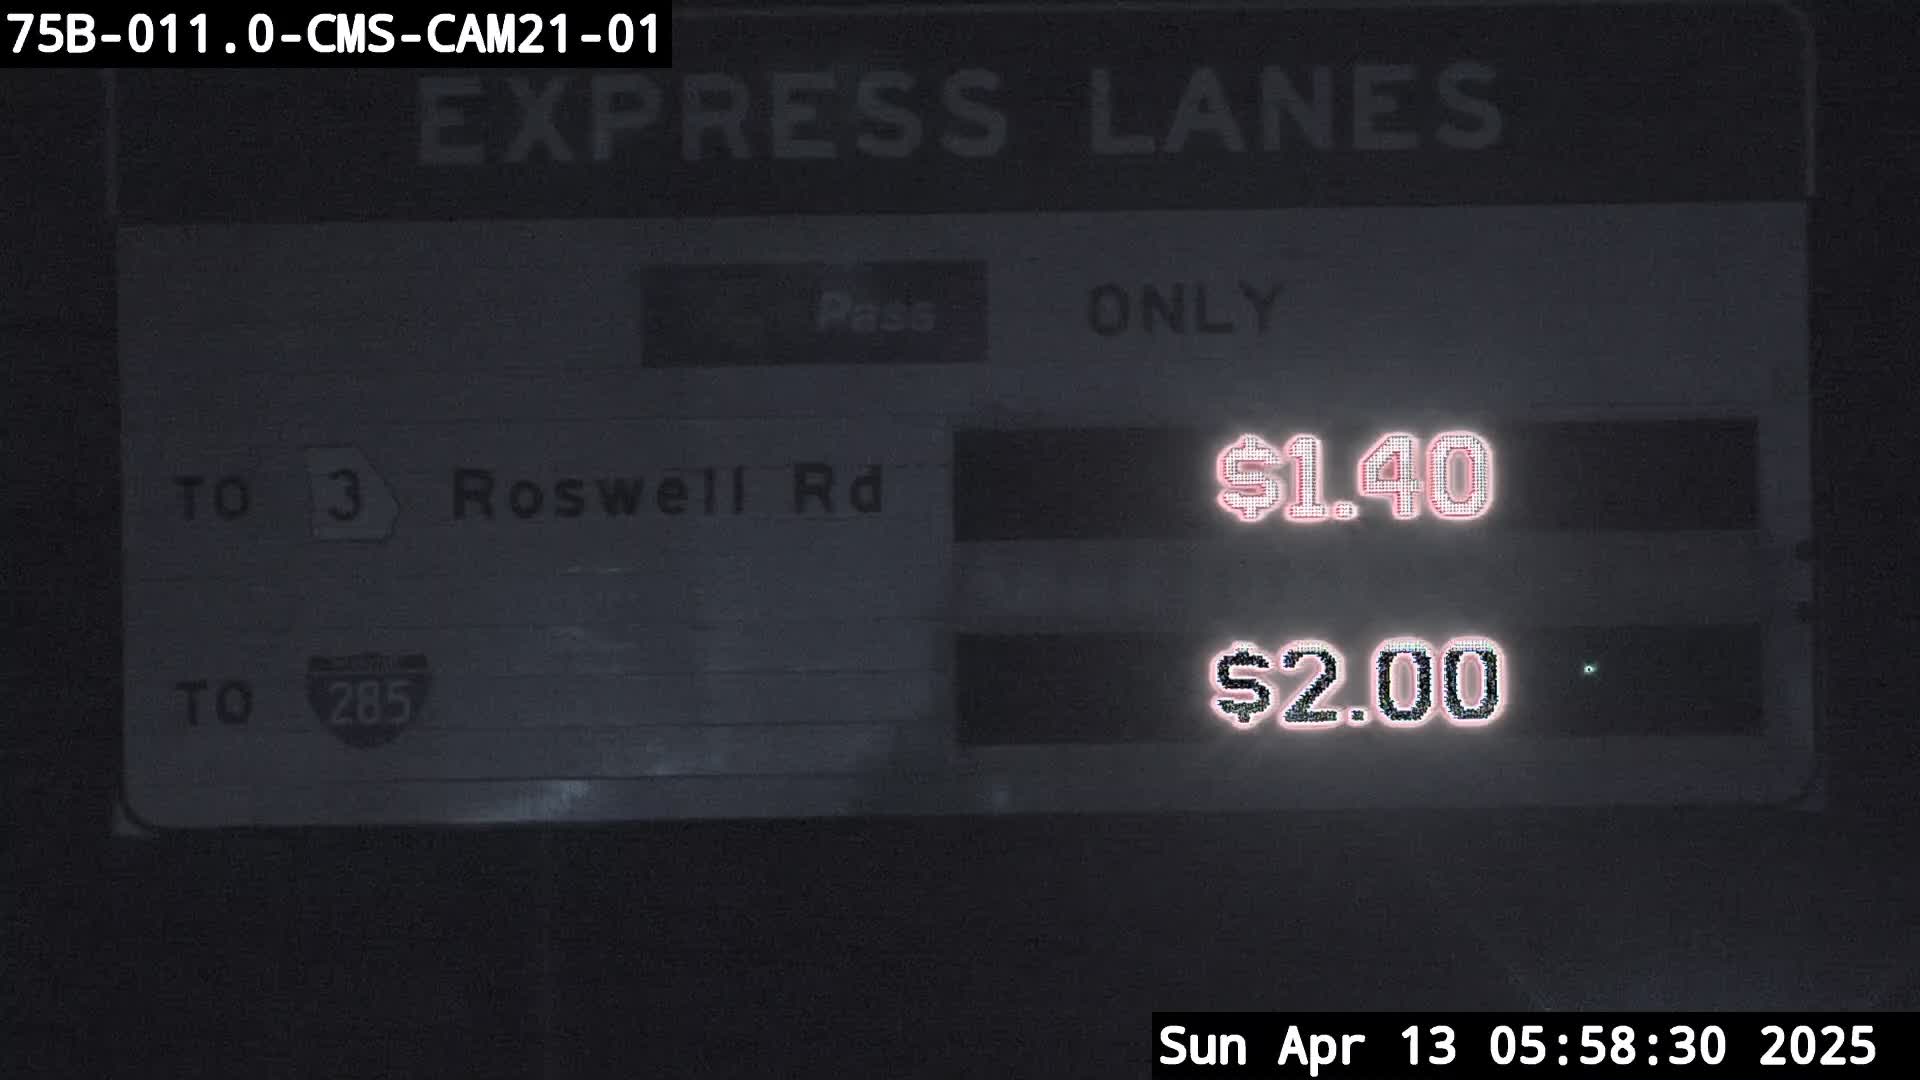 75B-011.0-CMS-CAM21-01
EXPRESS LANES
Pass ONLY
TO 3 Roswell Rd $1.40
TO 285 $2.00
Sun Apr 13 05:58:30 2025